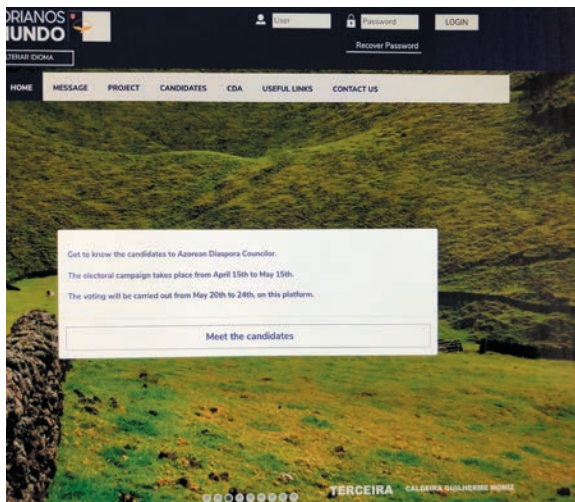 ORIANOS
MUNDO
User
Password
LOGIN
Recover Password
LTERAR IDIOMA
HOME MESSAGE PROJECT CANDIDATES CDA USEFUL LINKS CONTACT US
Get to know the candidates to Azorean Diaspora Councilor.
The electoral campaign takes place from April 15th to May 15th.
The voting will be carried out from May 20th to 24th, on this platform.
Meet the candidates
TERCEIRA CALDEIRA GUILHERME MONIZ